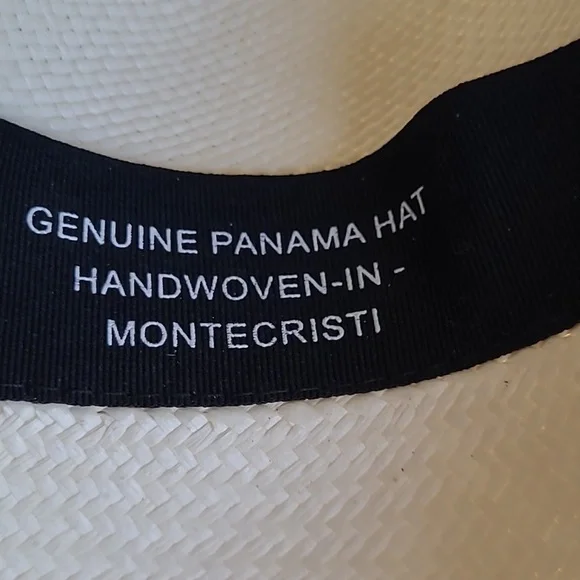 GENUINE PANAMA HAT
HANDWOVEN-IN -
MONTECRISTI